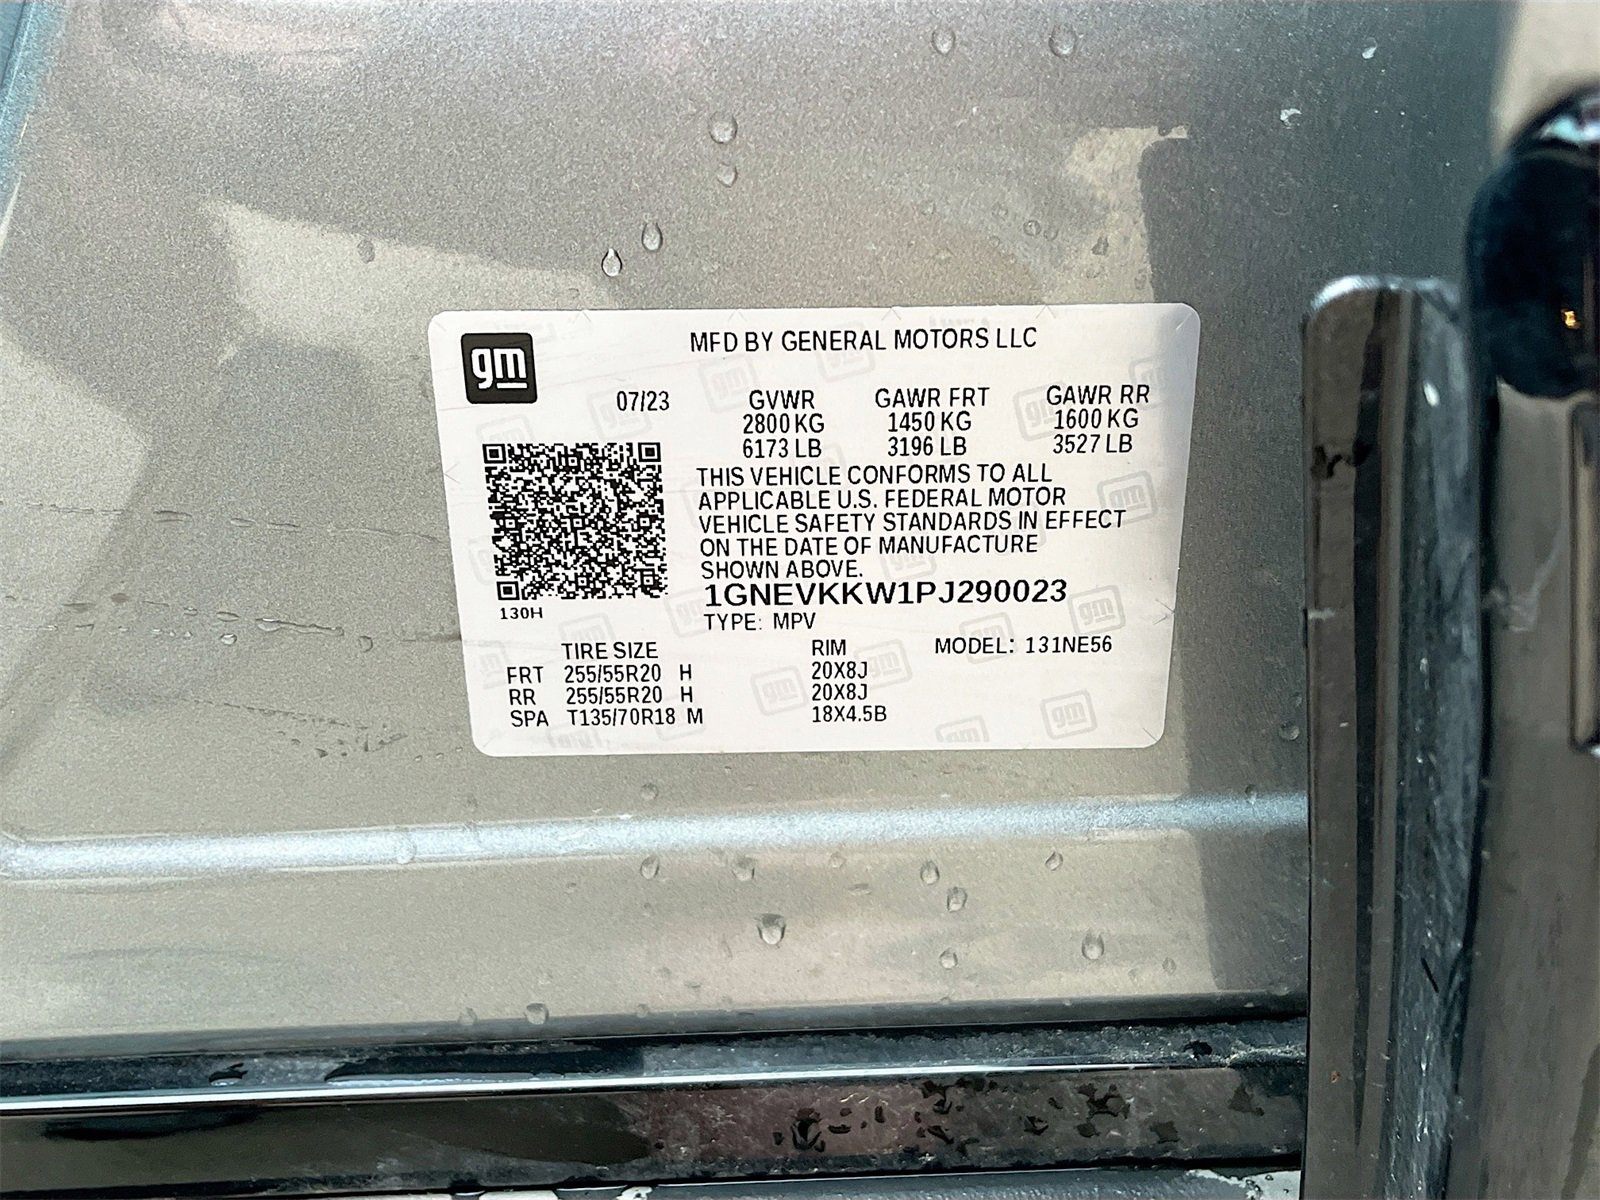 gm
MFD BY GENERAL MOTORS LLC
07/23 GVWR GAWR FRT GAWR RR
2800 KG 1450 KG 1600 KG
6173 LB 3196 LB 3527 LB
THIS VEHICLE CONFORMS TO ALL
APPLICABLE U.S. FEDERAL MOTOR
VEHICLE SAFETY STANDARDS IN EFFECT
ON THE DATE OF MANUFACTURE
SHOWN ABOVE.
1GNEVKKW1PJ290023
130H
TYPE: MPV
TIRE SIZE RIM MODEL: 131NE56
FRT 255/55R20 H 20X8J
RR 255/55R20 H 20X8J
SPA T135/70R18 M 18X4.5B